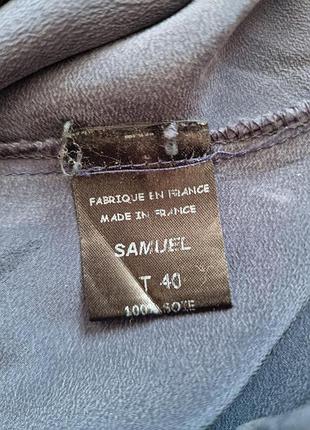 FABRIQUE EN FRANCE
MADE IN FRANCE
SAMUEL
T 40
100% SOIE